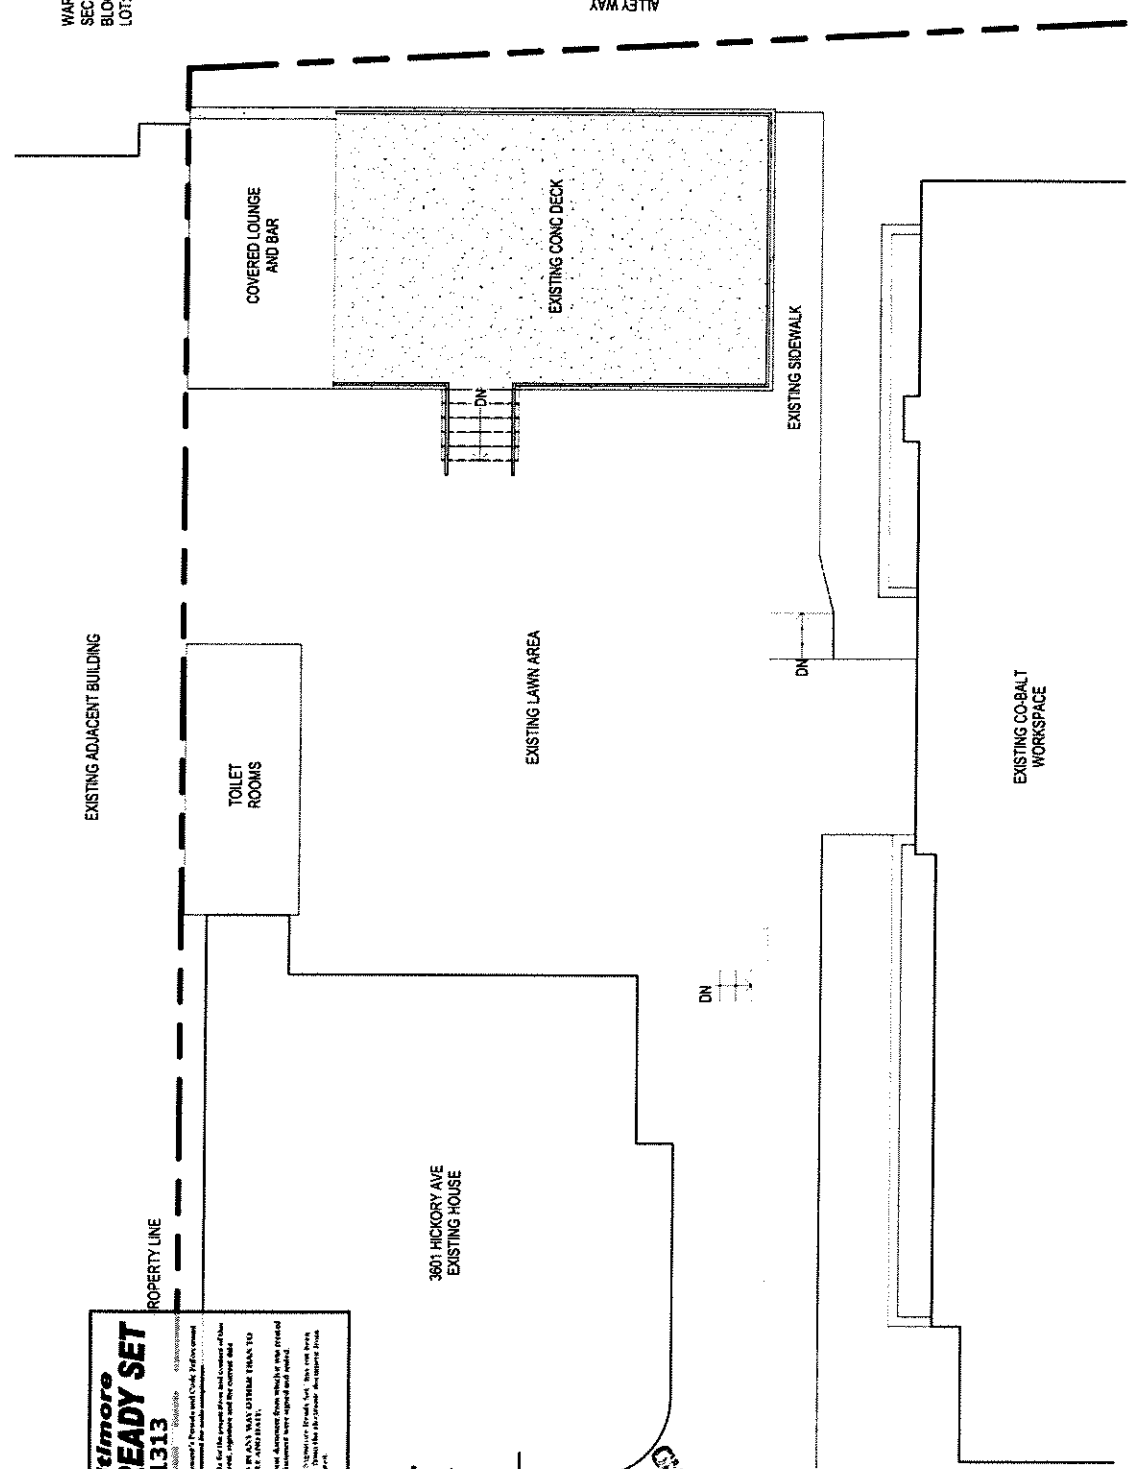 WAR
SEC
BLO
LOT:
ALLEY WAY
EXISTING ADJACENT BUILDING
COVERED LOUNGE
AND BAR
EXISTING CONC DECK
DN
EXISTING SIDEWALK
TOILET
ROOMS
EXISTING LAWN AREA
DN
EXISTING CO-BALT
WORKSPACE
DN
3601 HICKORY AVE
EXISTING HOUSE
ROPERTY LINE
timore
EADY SET
1313